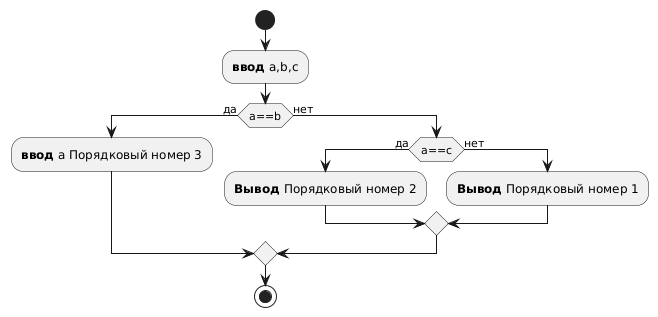 ввод a,b,c
да
a==b
нет
ввод a Порядковый номер 3
да
a==c
нет
Вывод Порядковый номер 2
Вывод Порядковый номер 1